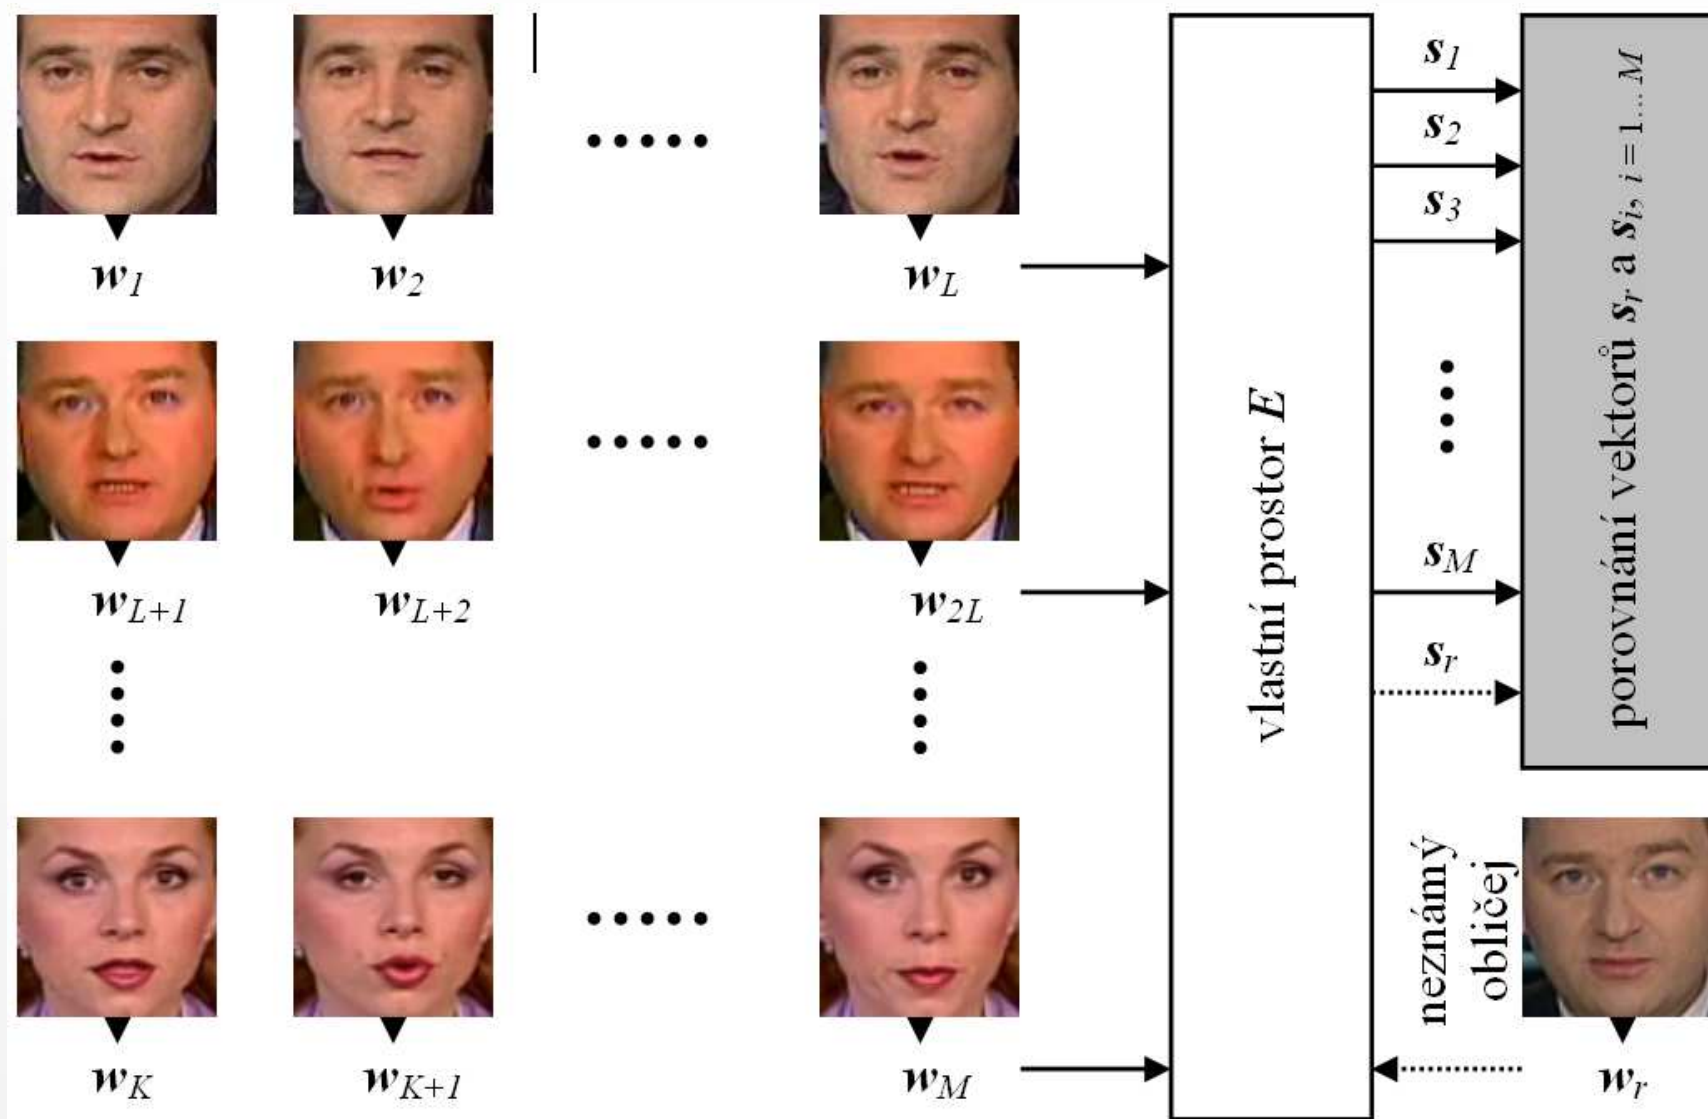 w1 w2 wL
wL+1 wL+2 w2L
wK wK+1 wM
vlastní prostor E
s1
s2
s3
sM
sr
porovnání vektorů sr a si, i = 1... M
neznámý
obličej
wr